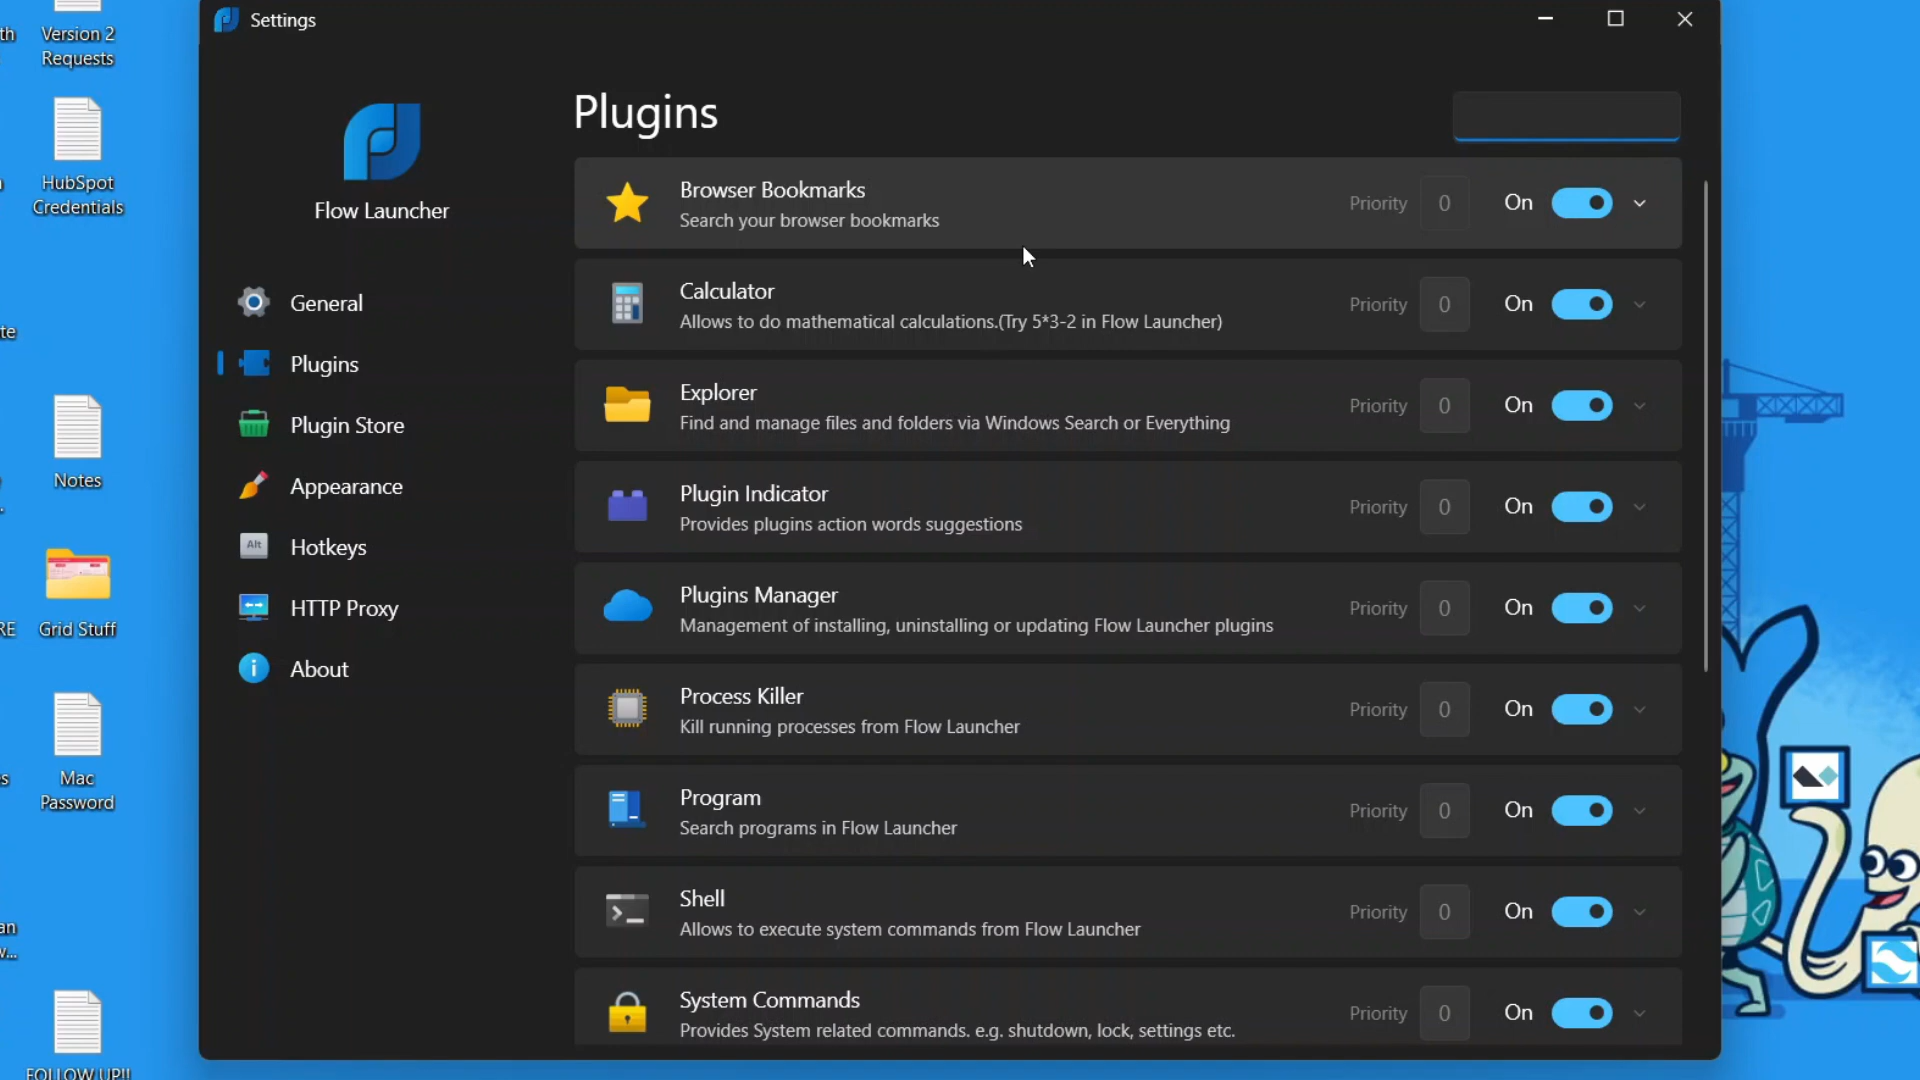 th
Version 2
Requests
HubSpot
Credentials
te
Notes
RE
Grid Stuff
s
Mac
Password
an
w...
FOLLOW UP!!
Settings
Flow Launcher
General
Plugins
Plugin Store
Appearance
Alt
Hotkeys
HTTP Proxy
About
Plugins
Browser Bookmarks
Search your browser bookmarks
Priority 0 On
Calculator
Allows to do mathematical calculations.(Try 5*3-2 in Flow Launcher)
Priority 0 On
Explorer
Find and manage files and folders via Windows Search or Everything
Priority 0 On
Plugin Indicator
Provides plugins action words suggestions
Priority 0 On
Plugins Manager
Management of installing, uninstalling or updating Flow Launcher plugins
Priority 0 On
Process Killer
Kill running processes from Flow Launcher
Priority 0 On
Program
Search programs in Flow Launcher
Priority 0 On
Shell
Allows to execute system commands from Flow Launcher
Priority 0 On
System Commands
Provides System related commands. e.g. shutdown, lock, settings etc.
Priority 0 On